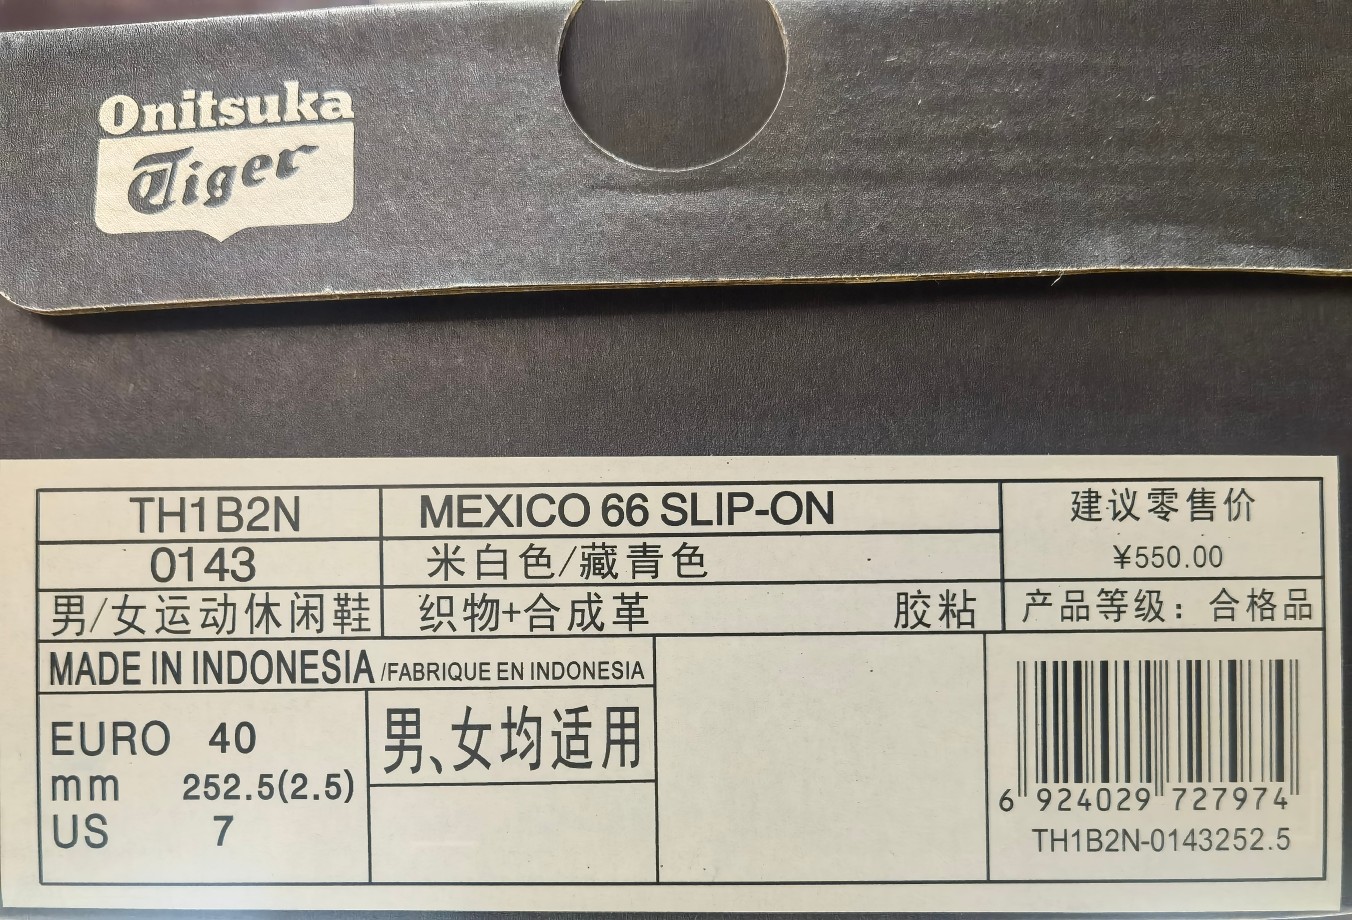 Onitsuka
Tiger
TH1B2N
MEXICO 66 SLIP-ON
建议零售价
¥550.00
0143
米白色/藏青色
男/女运动休闲鞋
织物+合成革
胶粘
产品等级：合格品
MADE IN INDONESIA /FABRIQUE EN INDONESIA
EURO 40
mm 252.5(2.5)
US 7
男、女均适用
6 924029 727974
TH1B2N-0143252.5